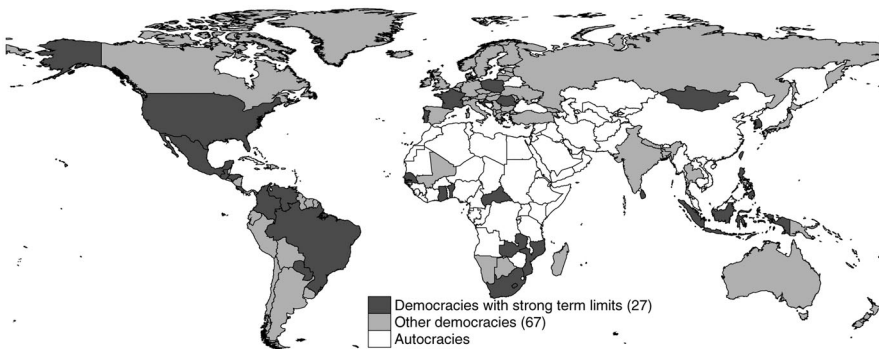 Democracies with strong term limits (27)
Other democracies (67)
Autocracies